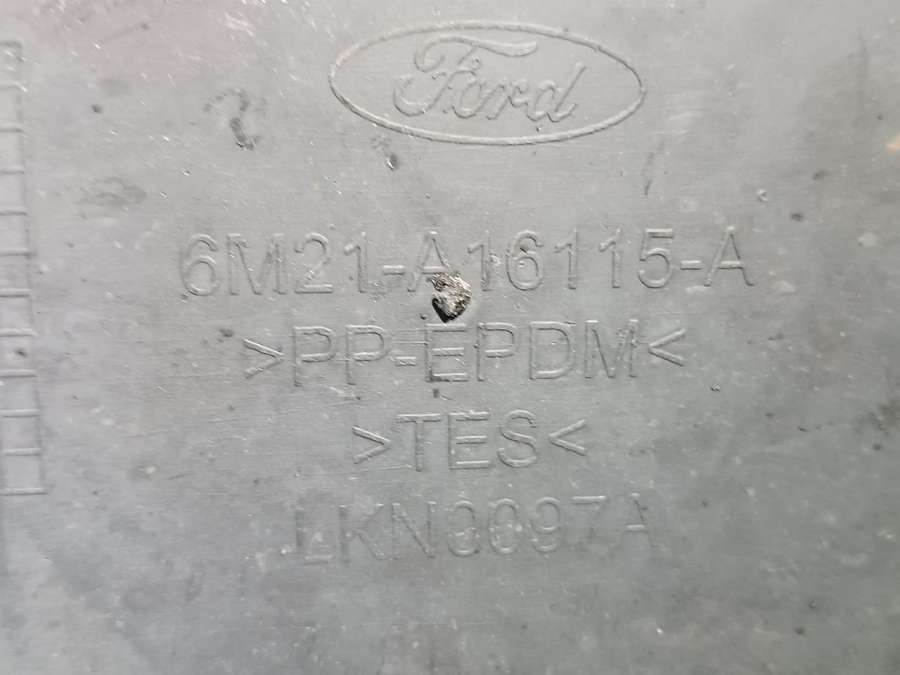 Ford
6M21-A16115-A
>PP-EPDM<
>TES<
LKN0097A